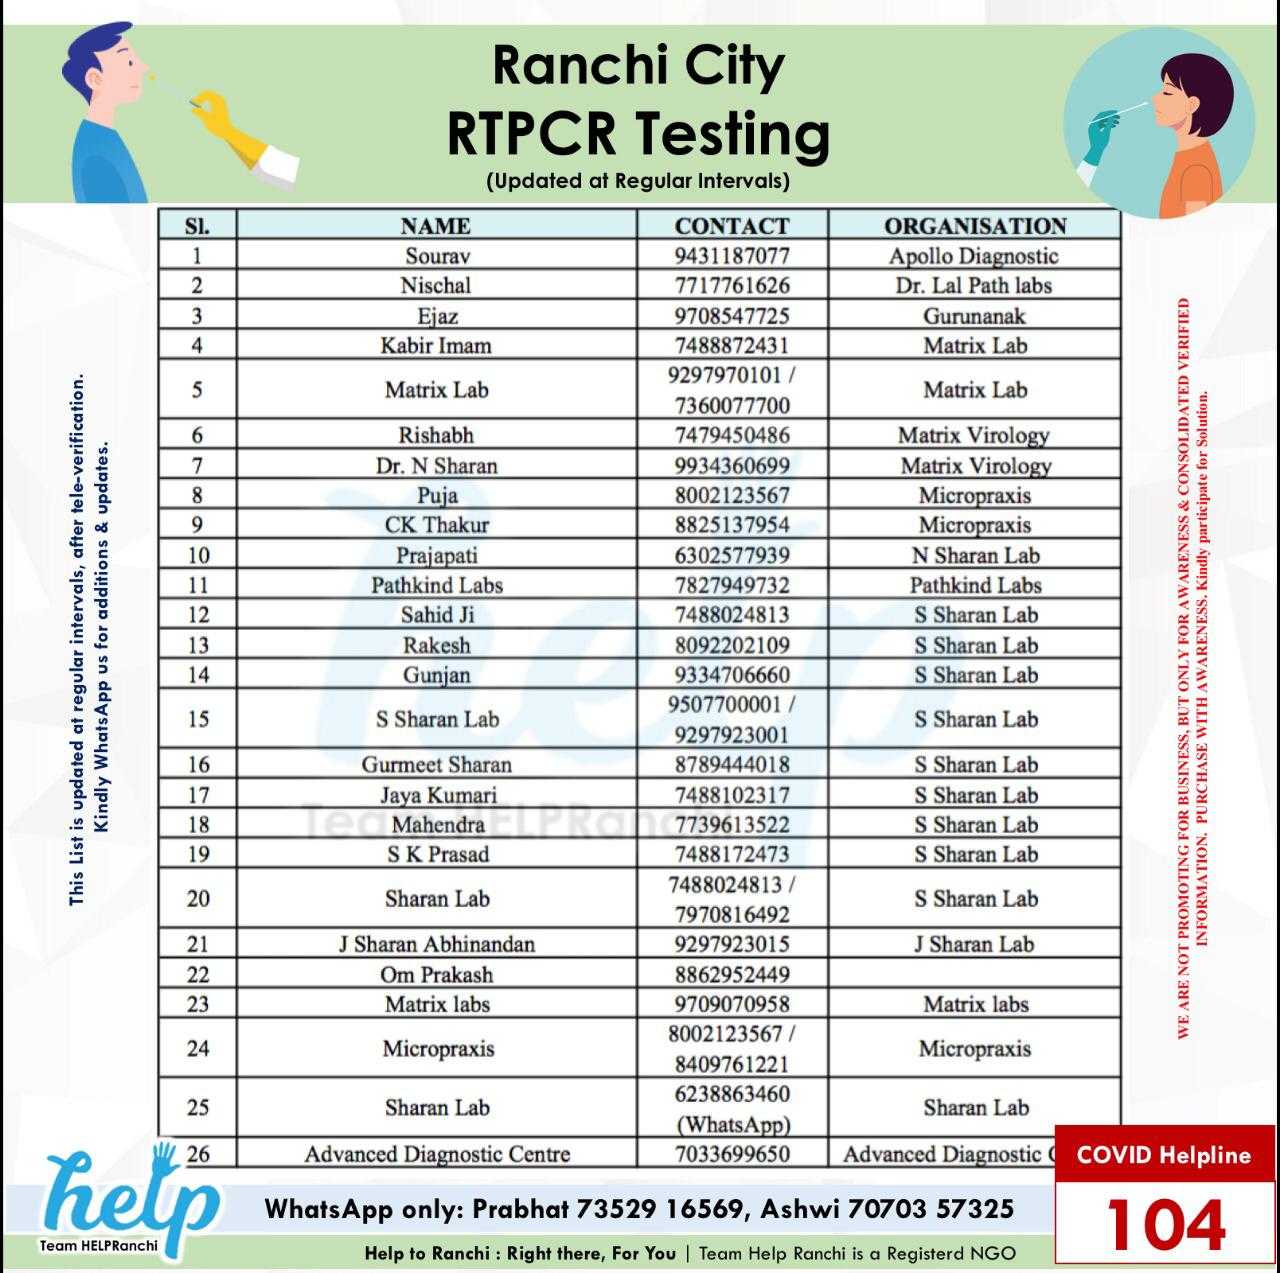 Ranchi City
RTPCR Testing
(Updated at Regular Intervals)
Sl. NAME CONTACT ORGANISATION
1 Sourav 9431187077 Apollo Diagnostic
2 Nischal 7717761626 Dr. Lal Path labs
3 Ejaz 9708547725 Gurunanak
4 Kabir Imam 7488872431 Matrix Lab
5 Matrix Lab 9297970101 / 7360077700 Matrix Lab
6 Rishabh 7479450486 Matrix Virology
7 Dr. N Sharan 9934360699 Matrix Virology
8 Puja 8002123567 Micropraxis
9 CK Thakur 8825137954 Micropraxis
10 Prajapati 6302577939 N Sharan Lab
11 Pathkind Labs 7827949732 Pathkind Labs
12 Sahid Ji 7488024813 S Sharan Lab
13 Rakesh 8092202109 S Sharan Lab
14 Gunjan 9334706660 S Sharan Lab
15 S Sharan Lab 9507700001 / 9297923001 S Sharan Lab
16 Gurmeet Sharan 8789444018 S Sharan Lab
17 Jaya Kumari 7488102317 S Sharan Lab
18 Mahendra 7739613522 S Sharan Lab
19 S K Prasad 7488172473 S Sharan Lab
20 Sharan Lab 7488024813 / 7970816492 S Sharan Lab
21 J Sharan Abhinandan 9297923015 J Sharan Lab
22 Om Prakash 8862952449
23 Matrix labs 9709070958 Matrix labs
24 Micropraxis 8002123567 / 8409761221 Micropraxis
25 Sharan Lab 6238863460 (WhatsApp) Sharan Lab
26 Advanced Diagnostic Centre 7033699650 Advanced Diagnostic
help
Team HELPRanchi
This List is updated at regular intervals, after tele-verification.
Kindly WhatsApp us for additions & updates.
WE ARE NOT PROMOTING FOR BUSINESS, BUT ONLY FOR AWARENESS & CONSOLIDATED VERIFIED
INFORMATION. PURCHASE WITH AWARENESS. Kindly participate for Solution.
help
Team HELPRanchi
WhatsApp only: Prabhat 73529 16569, Ashwi 70703 57325
Help to Ranchi : Right there, For You | Team Help Ranchi is a Registerd NGO
COVID Helpline
104